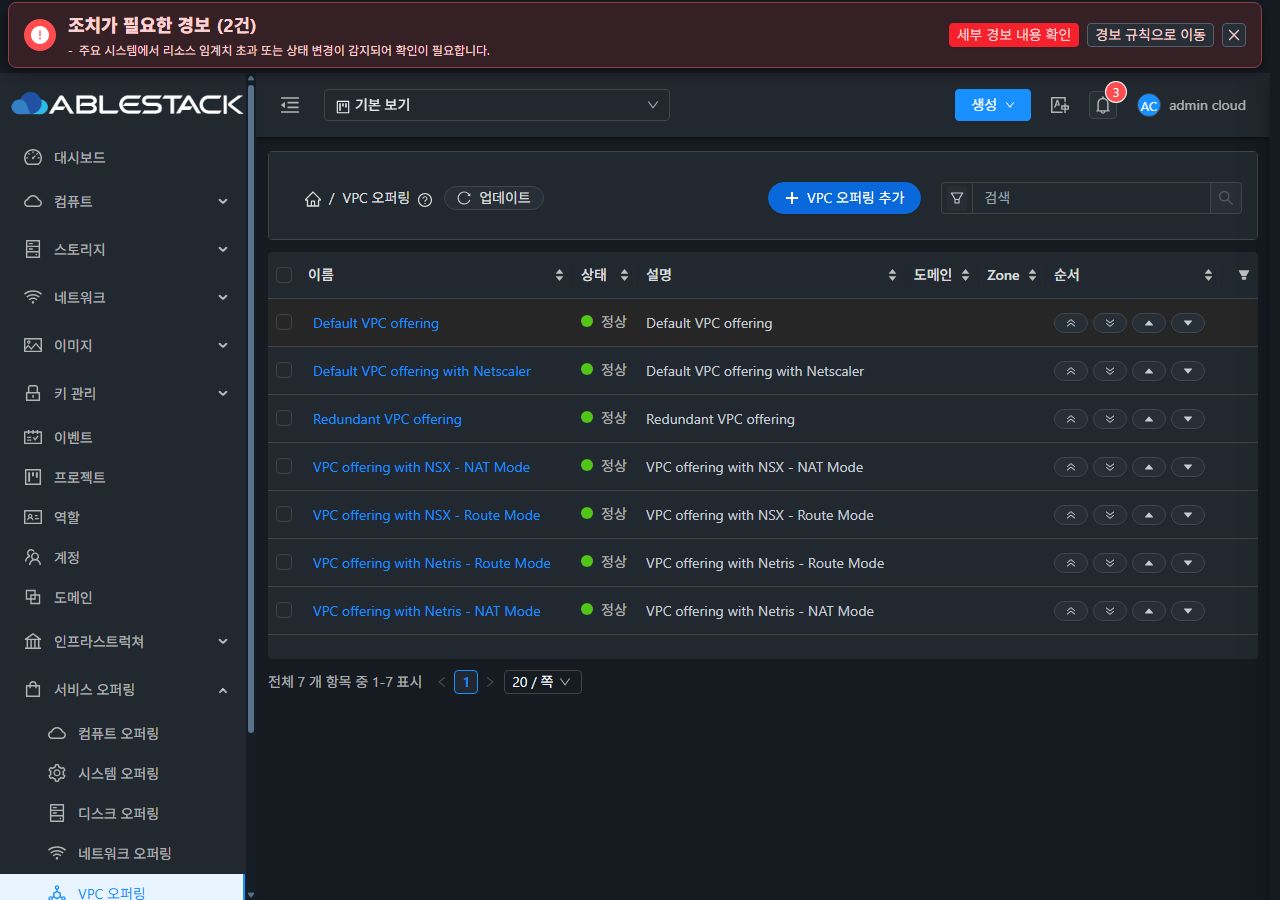 조치가 필요한 경보 (2건)
- 주요 시스템에서 리소스 임계치 초과 또는 상태 변경이 감지되어 확인이 필요합니다.
세부 경보 내용 확인
경보 규칙으로 이동
ABLESTACK
기본 보기
생성
3
AC
admin cloud
대시보드
컴퓨트
스토리지
네트워크
이미지
키 관리
이벤트
프로젝트
역할
계정
도메인
인프라스트럭쳐
서비스 오퍼링
컴퓨트 오퍼링
시스템 오퍼링
디스크 오퍼링
네트워크 오퍼링
VPC 오퍼링
/ VPC 오퍼링
업데이트
VPC 오퍼링 추가
검색
이름 상태 설명 도메인 Zone 순서
Default VPC offering 정상 Default VPC offering
Default VPC offering with Netscaler 정상 Default VPC offering with Netscaler
Redundant VPC offering 정상 Redundant VPC offering
VPC offering with NSX - NAT Mode 정상 VPC offering with NSX - NAT Mode
VPC offering with NSX - Route Mode 정상 VPC offering with NSX - Route Mode
VPC offering with Netris - Route Mode 정상 VPC offering with Netris - Route Mode
VPC offering with Netris - NAT Mode 정상 VPC offering with Netris - NAT Mode
전체 7 개 항목 중 1-7 표시 < 1 > 20 / 쪽